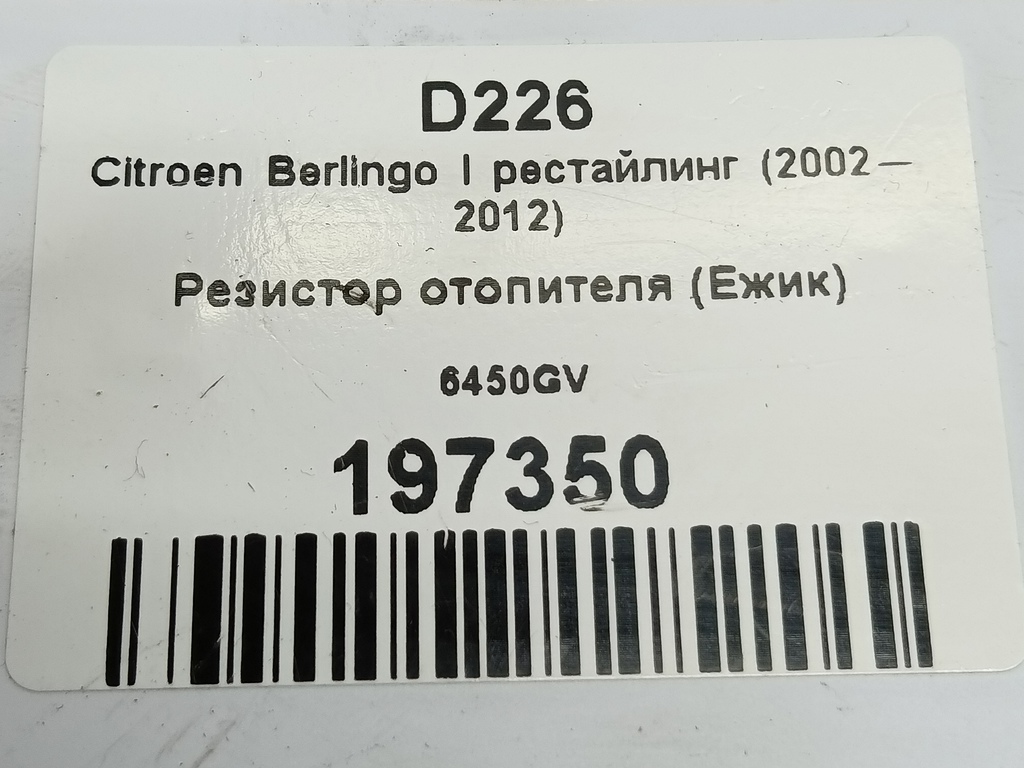 D226
Citroen Berlingo I рестайлинг (2002—
2012)
Резистор отопителя (Ежик)
6450GV
197350